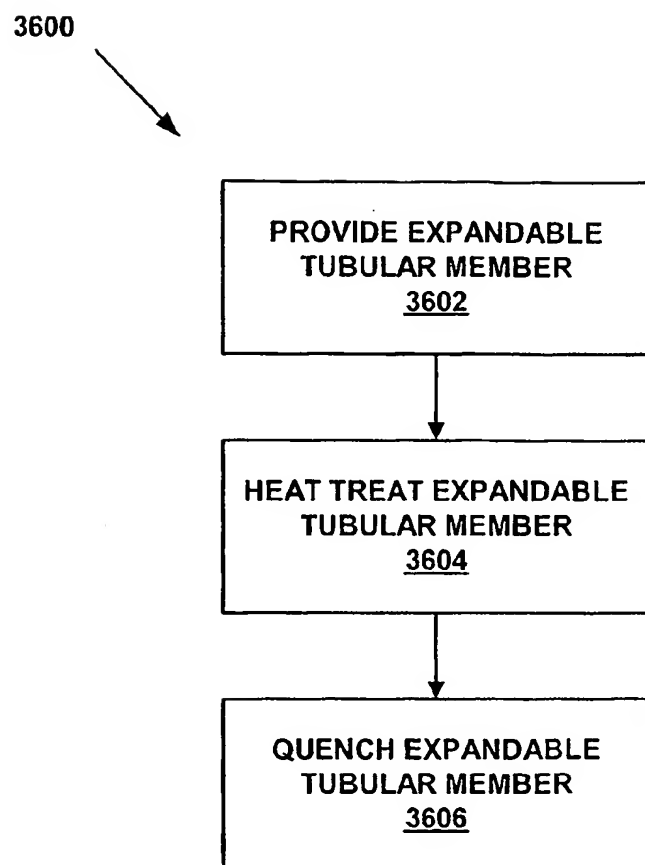 3600
PROVIDE EXPANDABLE
TUBULAR MEMBER
3602
HEAT TREAT EXPANDABLE
TUBULAR MEMBER
3604
QUENCH EXPANDABLE
TUBULAR MEMBER
3606